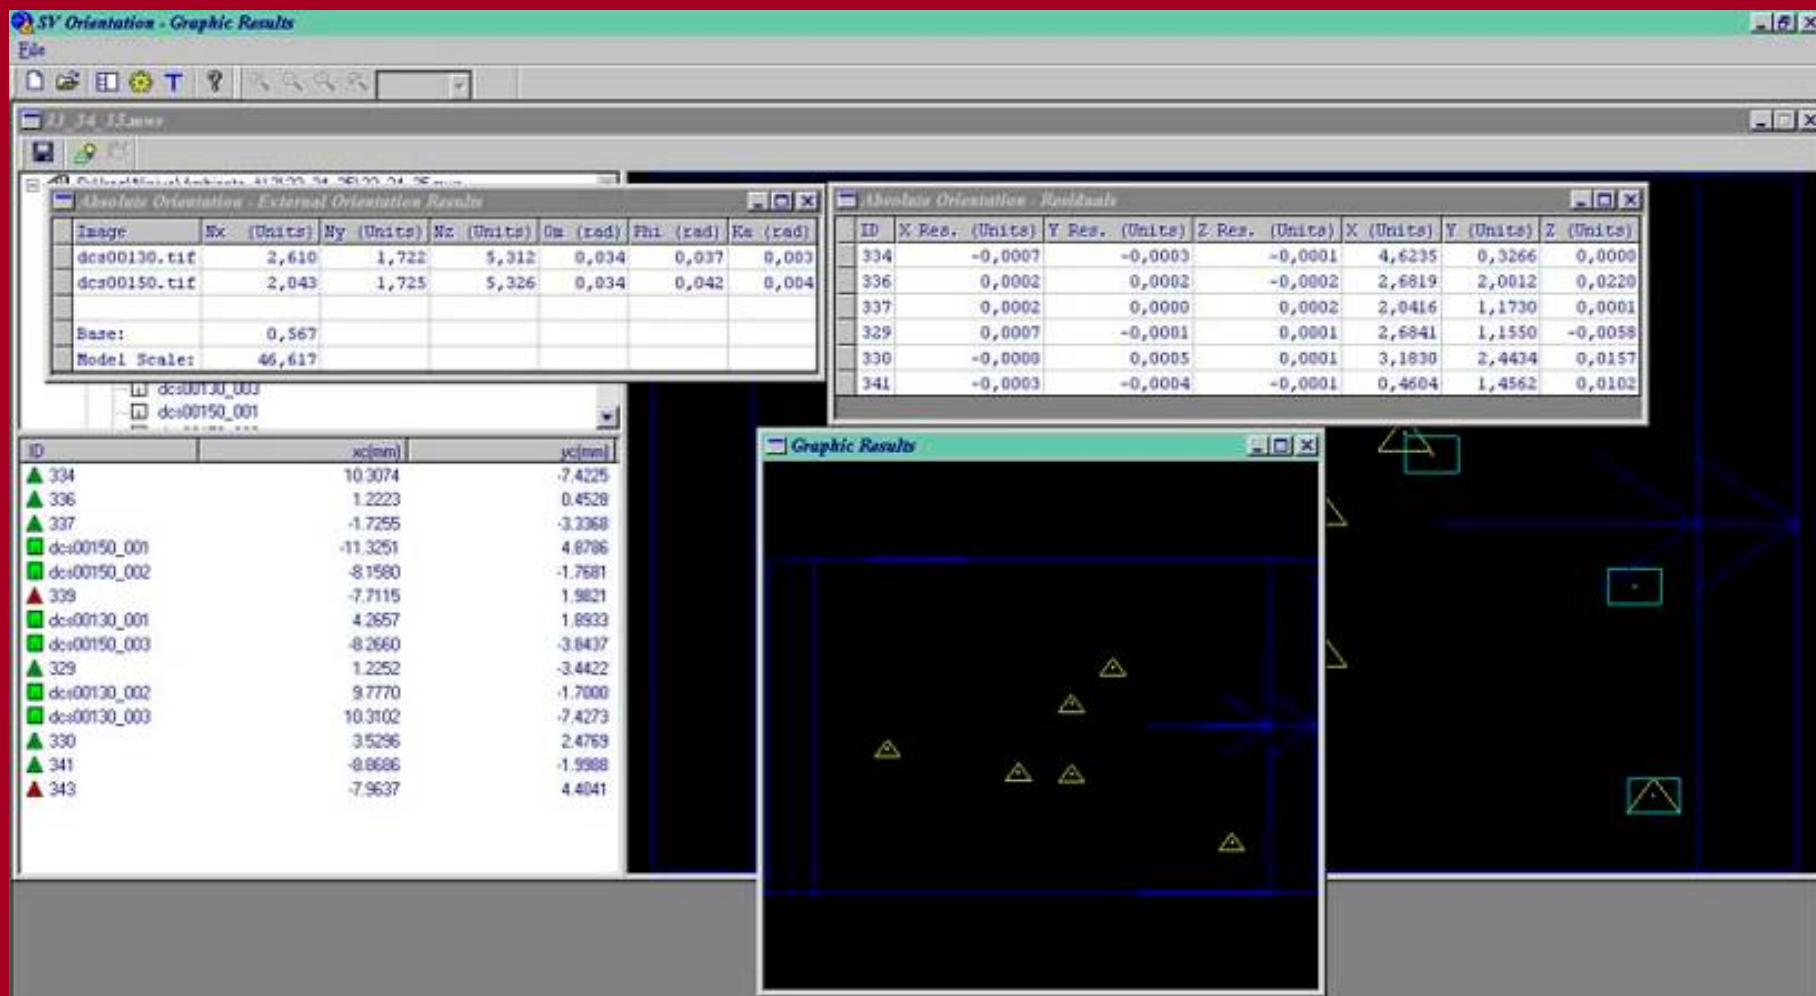 SV Orientation - Graphic Results
File
33_34_35.mwr
Absolute Orientation - External Orientation Results
Image Nx (Units) Ny (Units) Nz (Units) Om (rad) Phi (rad) Ka (rad)
dcs00130.tif 2,610 1,722 5,312 0,034 0,037 0,003
dcs00150.tif 2,043 1,725 5,326 0,034 0,042 0,004
Base: 0,567
Model Scale: 46,617
Absolute Orientation - Residuals
ID X Res. (Units) Y Res. (Units) Z Res. (Units) X (Units) Y (Units) Z (Units)
334 -0,0007 -0,0003 -0,0001 4,6235 0,3266 0,0000
336 0,0002 0,0002 -0,0002 2,6819 2,0012 0,0220
337 0,0002 0,0000 0,0002 2,0416 1,1730 0,0001
329 0,0007 -0,0001 0,0001 2,6841 1,1550 -0,0058
330 -0,0000 0,0005 0,0001 3,1830 2,4434 0,0157
341 -0,0003 -0,0004 -0,0001 0,4604 1,4562 0,0102
dcs00130_003
dcs00150_001
ID xc(mm) yc(mm)
334 10.3074 -7.4225
336 1.2223 0.4528
337 -1.7255 -3.3368
dcs00150_001 -11.3251 4.8786
dcs00150_002 -8.1580 -1.7681
339 -7.7115 1.9821
dcs00130_001 4.2657 1.8933
dcs00150_003 -8.2660 -3.8437
329 1.2252 -3.4422
dcs00130_002 9.7770 -1.7000
dcs00130_003 10.3102 -7.4273
330 3.5296 2.4769
341 -8.8686 -1.9988
343 -7.9637 4.4041
Graphic Results